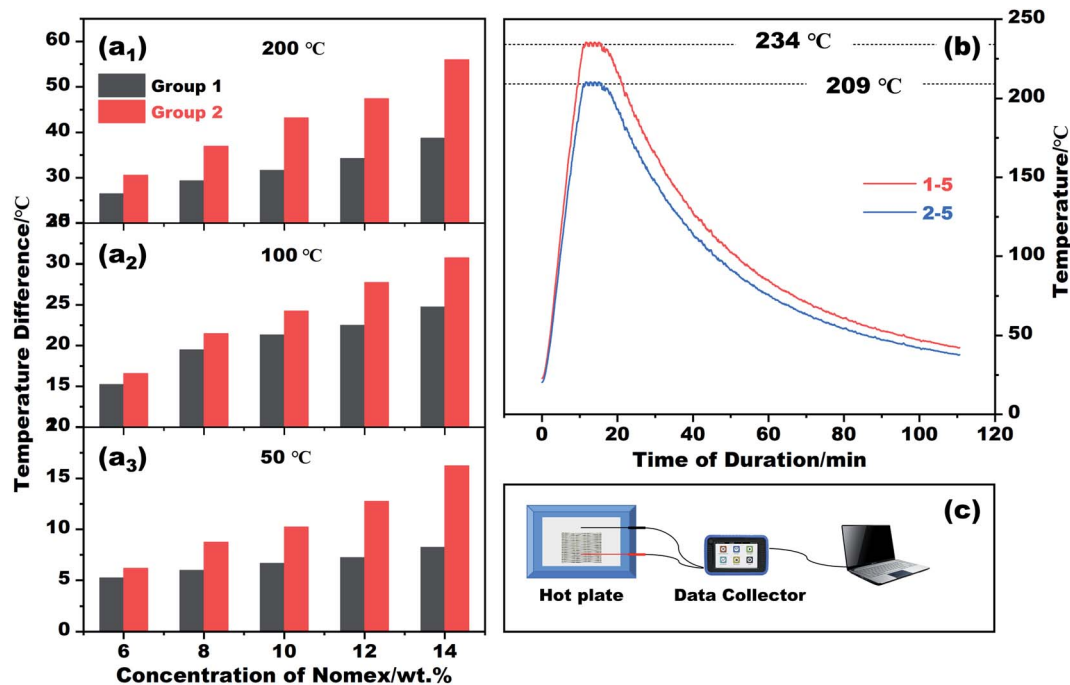 Temperature Difference/℃
(a₁)
200 ℃
Group 1
Group 2
60
50
40
30
(a₂)
100 ℃
30
25
20
15
(a₃)
50 ℃
15
10
5
0
6 8 10 12 14
Concentration of Nomex/wt.%
(b)
234 ℃
209 ℃
1-5
2-5
250
200
150
100
50
0
Temperature/℃
0 20 40 60 80 100 120
Time of Duration/min
(c)
Hot plate
Data Collector